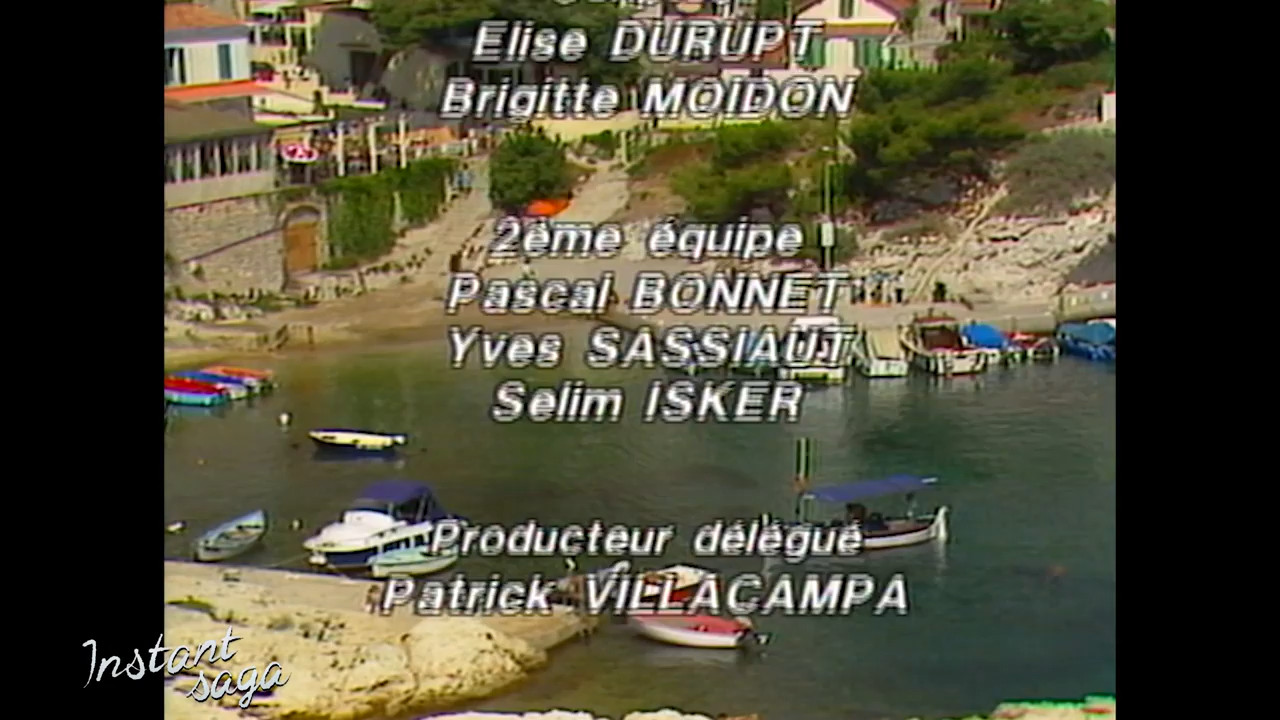 Elise DURUPT
Brigitte MOIDON
2ème équipe
Pascal BONNET
Yves SASSIAUT
Selim ISKER
Producteur délégué
Patrick VILLACAMPA
Instant
saga